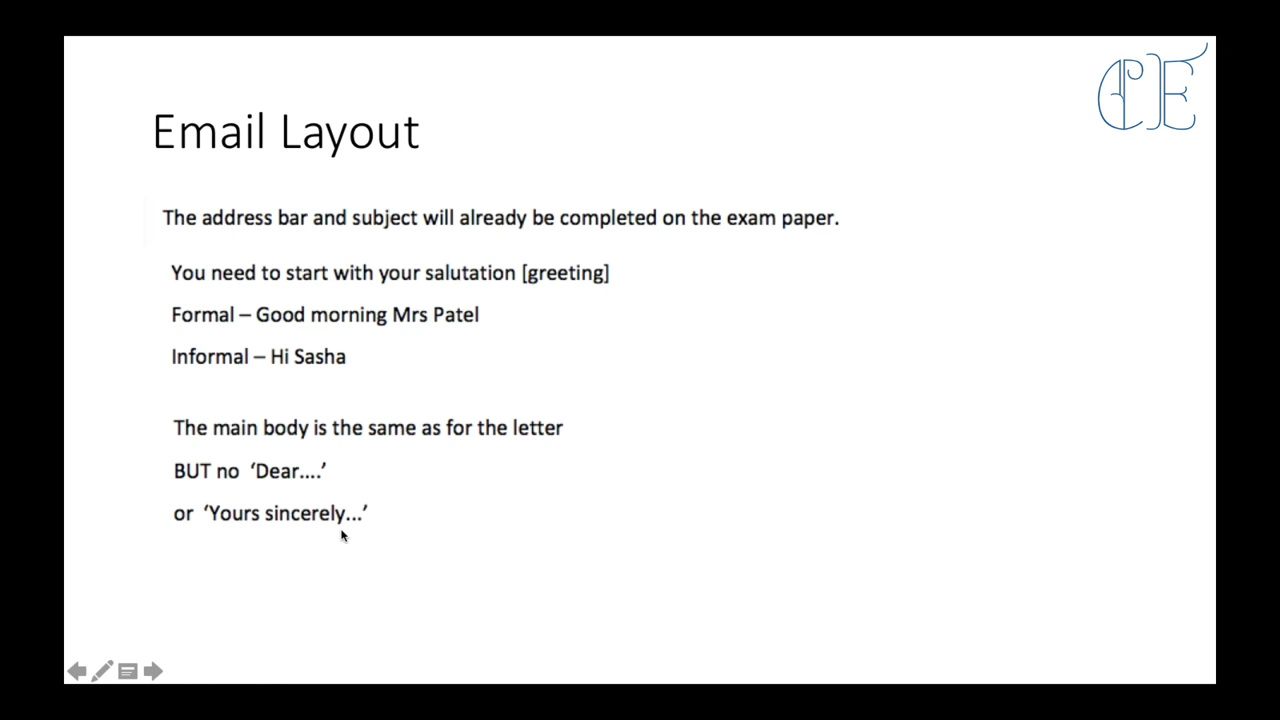 CE
Email Layout
The address bar and subject will already be completed on the exam paper.
You need to start with your salutation [greeting]
Formal – Good morning Mrs Patel
Informal – Hi Sasha
The main body is the same as for the letter
BUT no  ‘Dear....’
or  ‘Yours sincerely...’